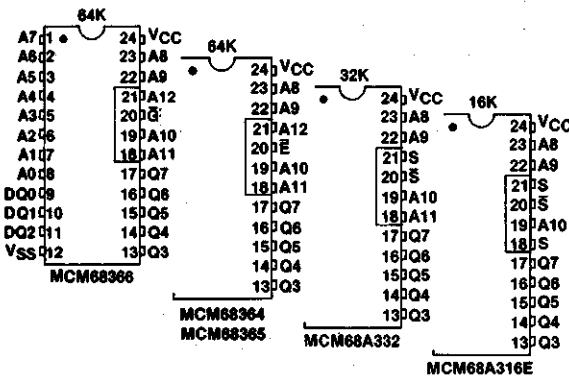 64K
A7 1 24 VCC
A6 2 23 A8
A5 3 22 A9
A4 4 21 A12
A3 5 20 G̅
A2 6 19 A10
A1 7 18 A11
A0 8 17 Q7
DQ0 9 16 Q6
DQ1 10 15 Q5
DQ2 11 14 Q4
VSS 12 13 Q3
MCM68366
64K
24 VCC
23 A8
22 A9
21 A12
20 E̅
19 A10
18 A11
17 Q7
16 Q6
15 Q5
14 Q4
13 Q3
MCM68364
MCM68365
32K
24 VCC
23 A8
22 A9
21 S
20 S̅
19 A10
18 A11
17 Q7
16 Q6
15 Q5
14 Q4
13 Q3
MCM68A332
16K
24 VCC
23 A8
22 A9
21 S
20 S̅
19 A10
18 S
17 Q7
16 Q6
15 Q5
14 Q4
13 Q3
MCM68A316E